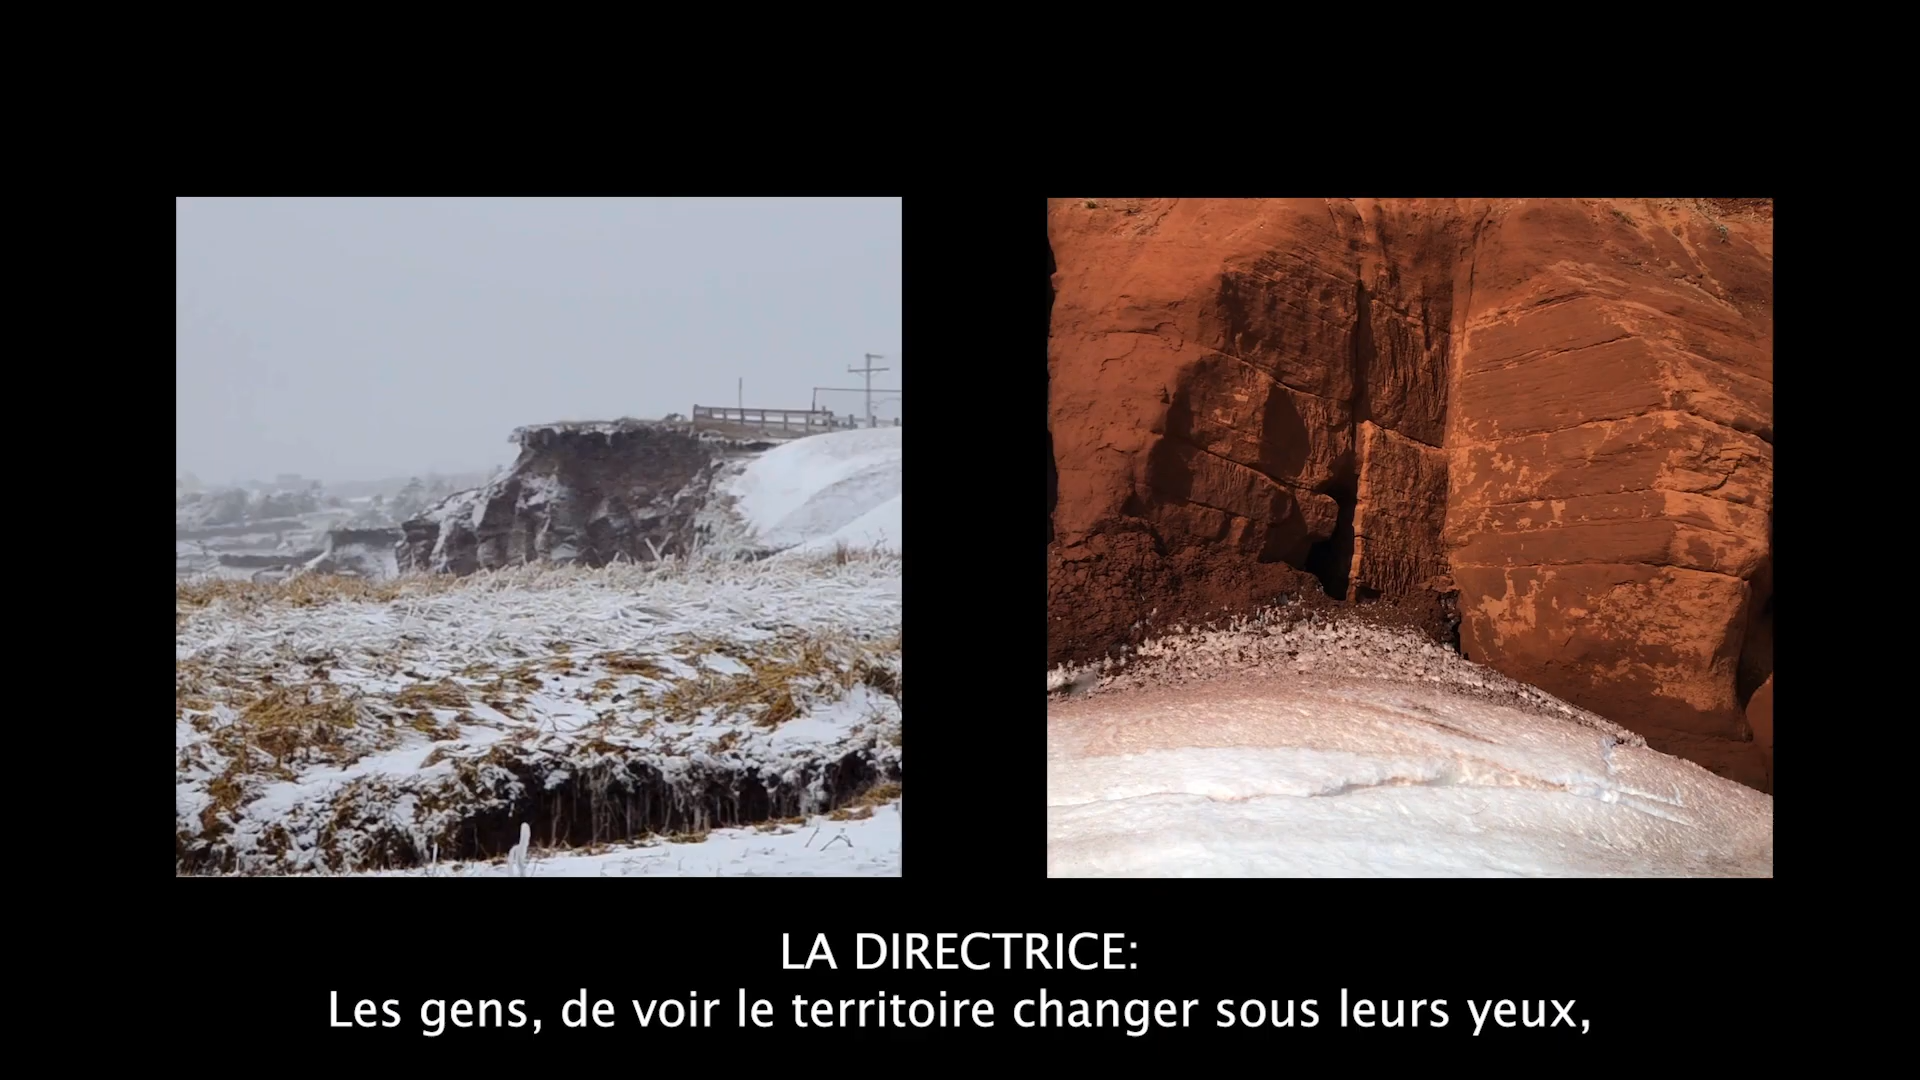 LA DIRECTRICE:
Les gens, de voir le territoire changer sous leurs yeux,